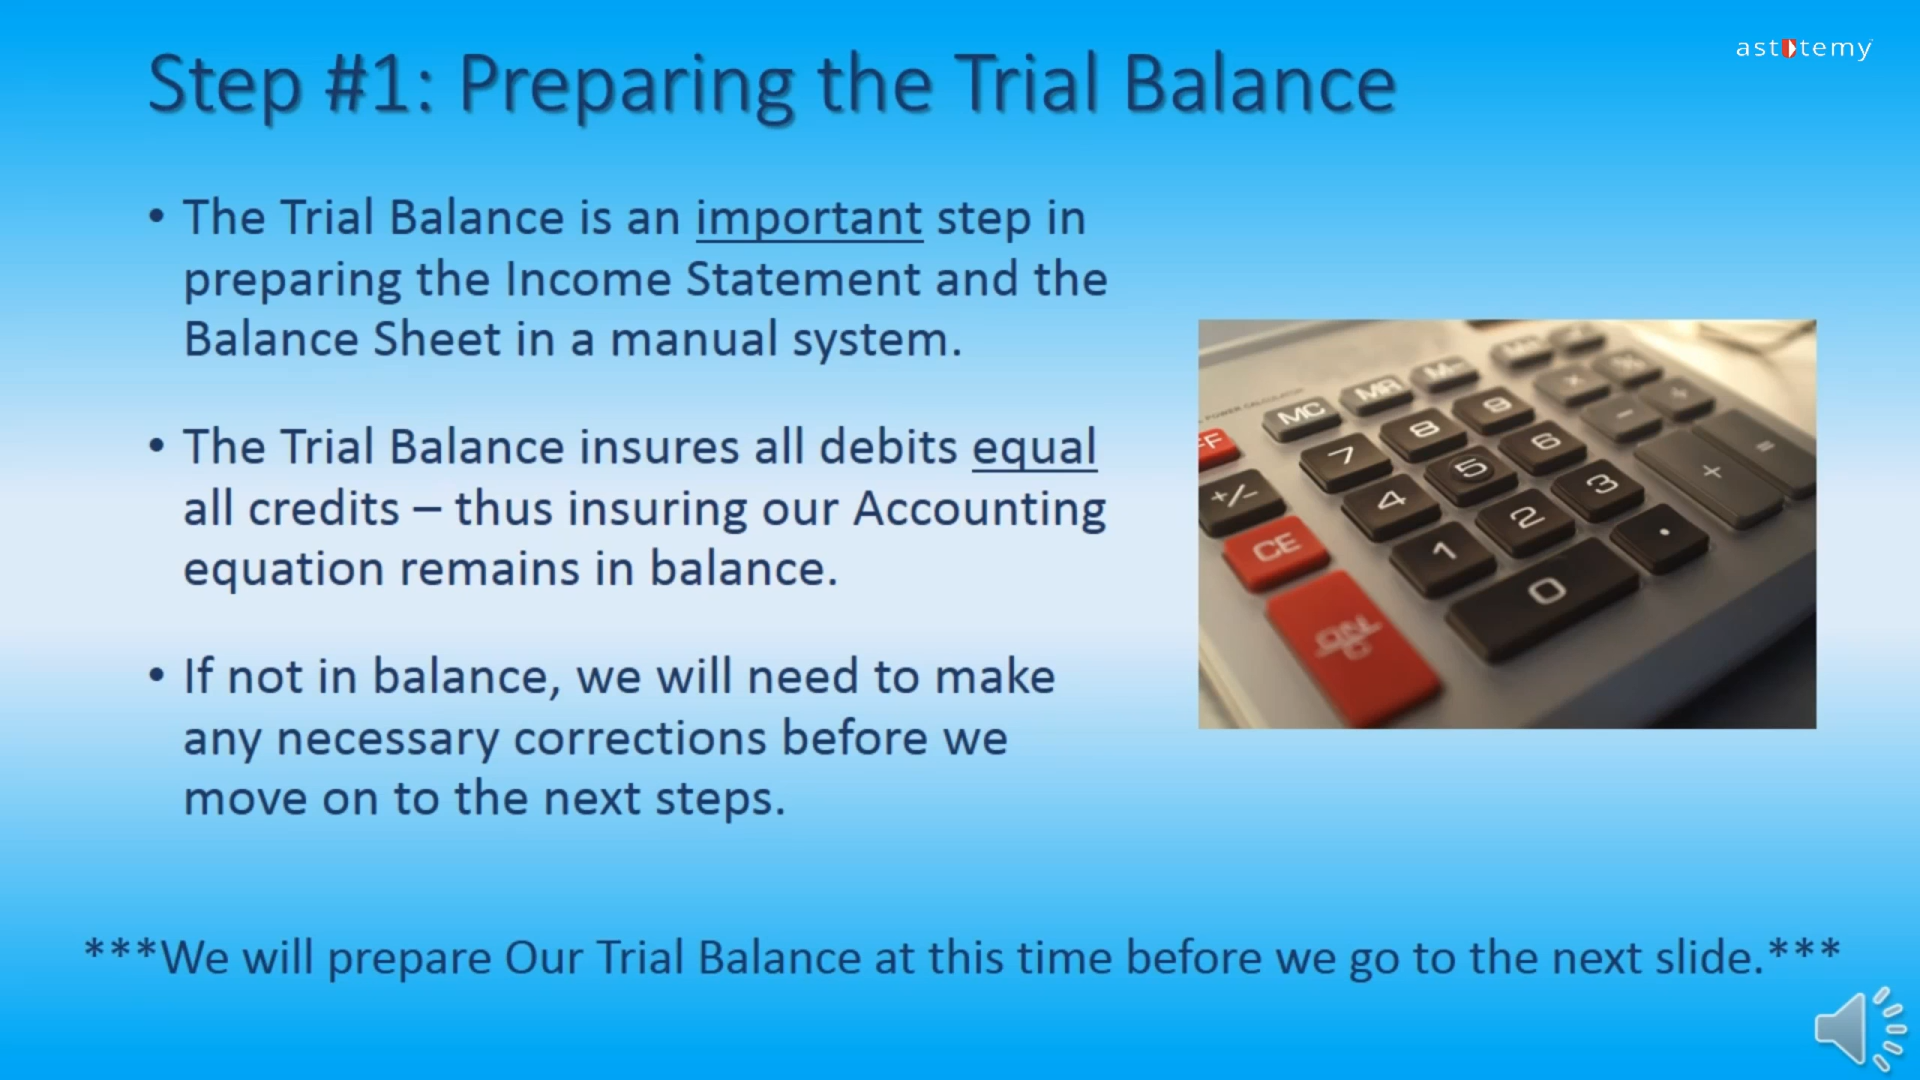 Step #1: Preparing the Trial Balance
astutemy
• The Trial Balance is an important step in
preparing the Income Statement and the
Balance Sheet in a manual system.
• The Trial Balance insures all debits equal
all credits – thus insuring our Accounting
equation remains in balance.
• If not in balance, we will need to make
any necessary corrections before we
move on to the next steps.
MC MR M-
7 8 9 × %
+/- 4 5 6 - ÷
CE 1 2 3 + =
0 .
***We will prepare Our Trial Balance at this time before we go to the next slide.***